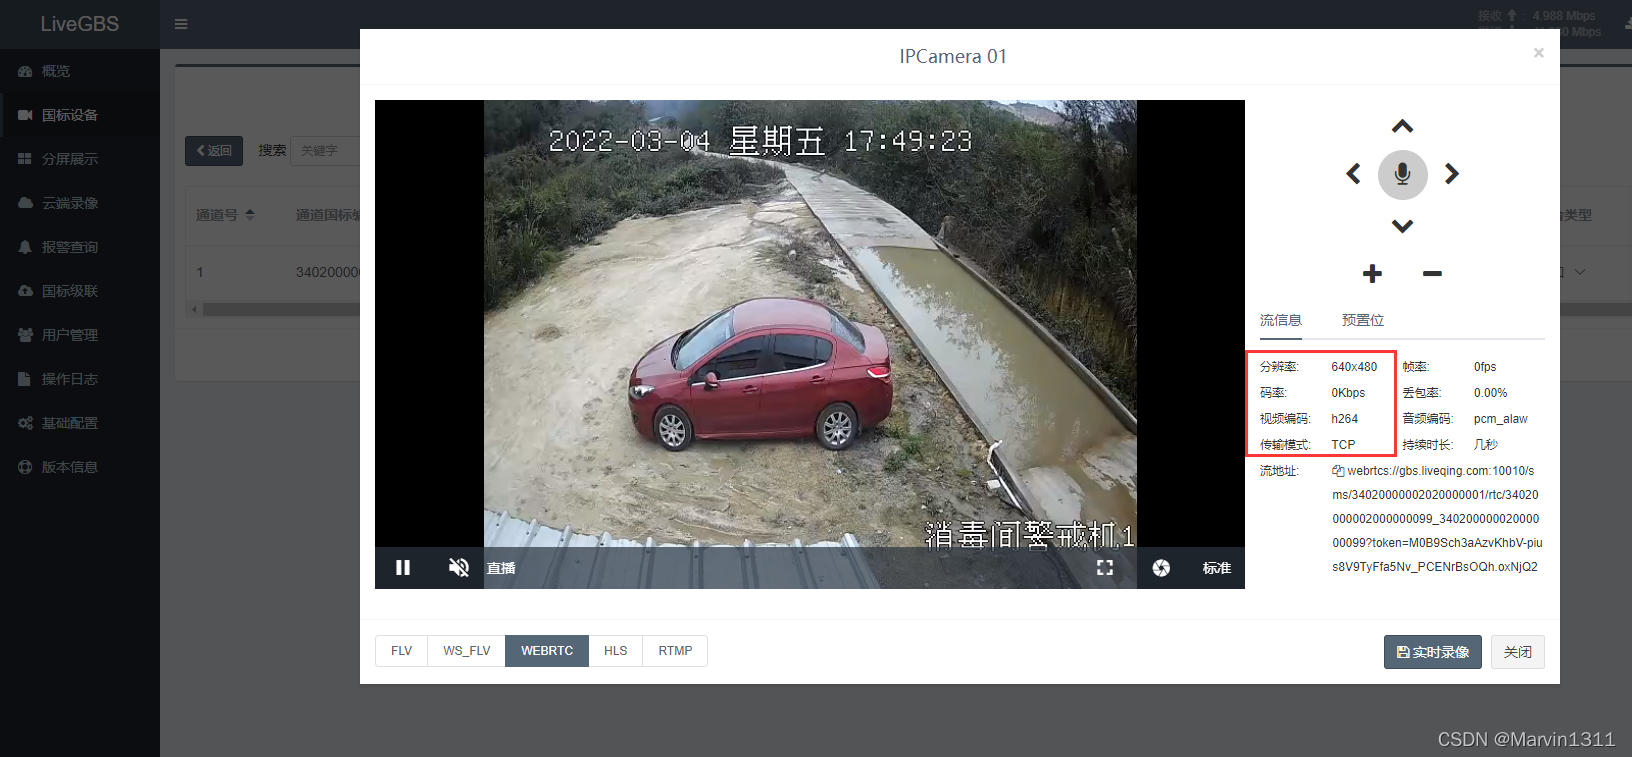 LiveGBS
接收 : 4.988 Mbps
Mbps
概览
国标设备
分屏展示
云端录像
报警查询
国标级联
用户管理
操作日志
基础配置
版本信息
返回
搜索
关键字
通道号
通道国标编
类型
1
340200000
IPCamera 01
×
2022-03-04 星期五 17:49:23
消毒间警戒机1
直播
标准
流信息
预置位
分辨率: 640x480 帧率: 0fps
码率: 0Kbps 丢包率: 0.00%
视频编码: h264 音频编码: pcm_alaw
传输模式: TCP 持续时长: 几秒
流地址: webrtcs://gbs.liveqing.com:10010/s
ms/34020000002020000001/rtc/34020
000002000000099_340200000020000
00099?token=M0B9Sch3aAzvKhbV-piu
s8V9TyFfa5Nv_PCENrBsOQh.oxNjQ2
FLV
WS_FLV
WEBRTC
HLS
RTMP
实时录像
关闭
CSDN @Marvin1311